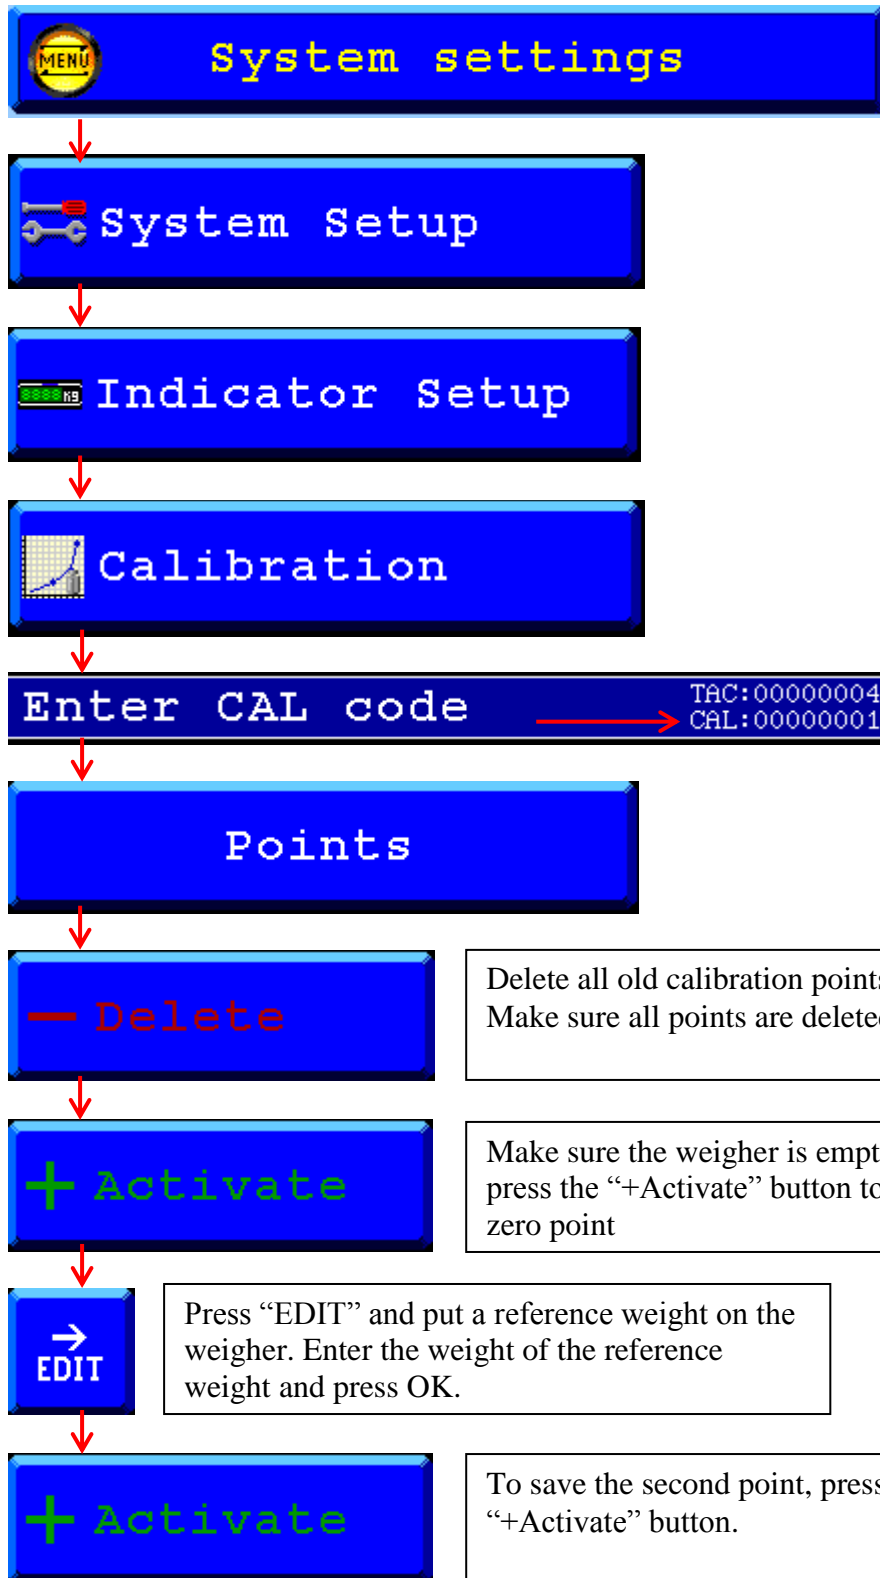 MENU System settings
System Setup
8888 Kg Indicator Setup
Calibration
Enter CAL code
TAC:00000004
CAL:00000001
Points
− Delete
Delete all old calibration points
Make sure all points are deleted
+ Activate
Make sure the weigher is empt
press the “+Activate” button to
zero point
→
EDIT
Press “EDIT” and put a reference weight on the
weigher. Enter the weight of the reference
weight and press OK.
+ Activate
To save the second point, press
“+Activate” button.